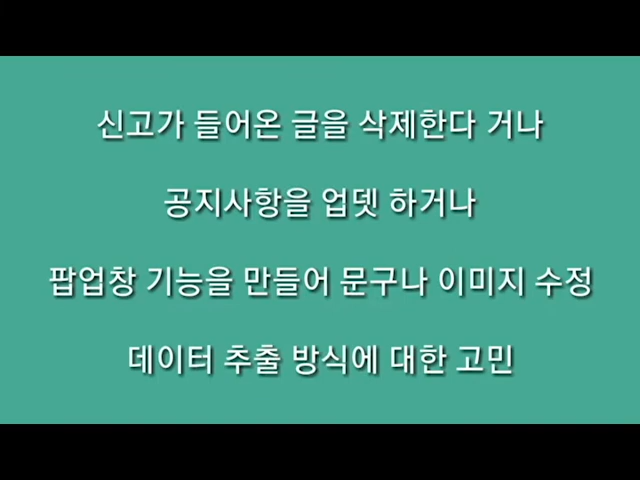 신고가 들어온 글을 삭제한다 거나
공지사항을 업뎃 하거나
팝업창 기능을 만들어 문구나 이미지 수정
데이터 추출 방식에 대한 고민